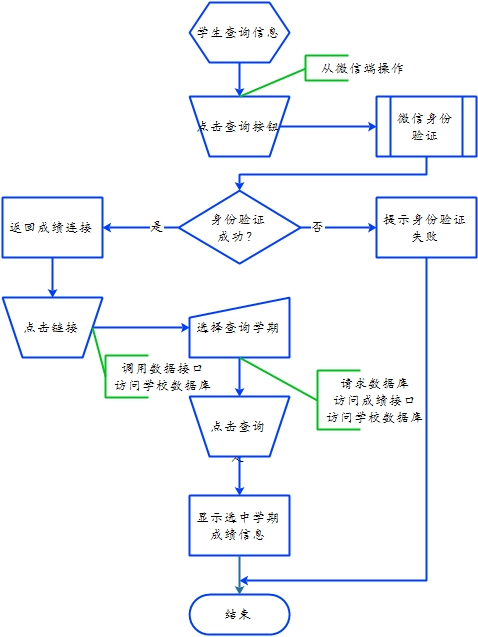 学生查询信息
从微信端操作
点击查询按钮
微信身份
验证
返回成绩连接
是
身份验证
成功？
否
提示身份验证
失败
点击链接
选择查询学期
调用数据接口
访问学校数据库
请求数据库
访问成绩接口
访问学校数据库
点击查询
显示选中学期
成绩信息
结束